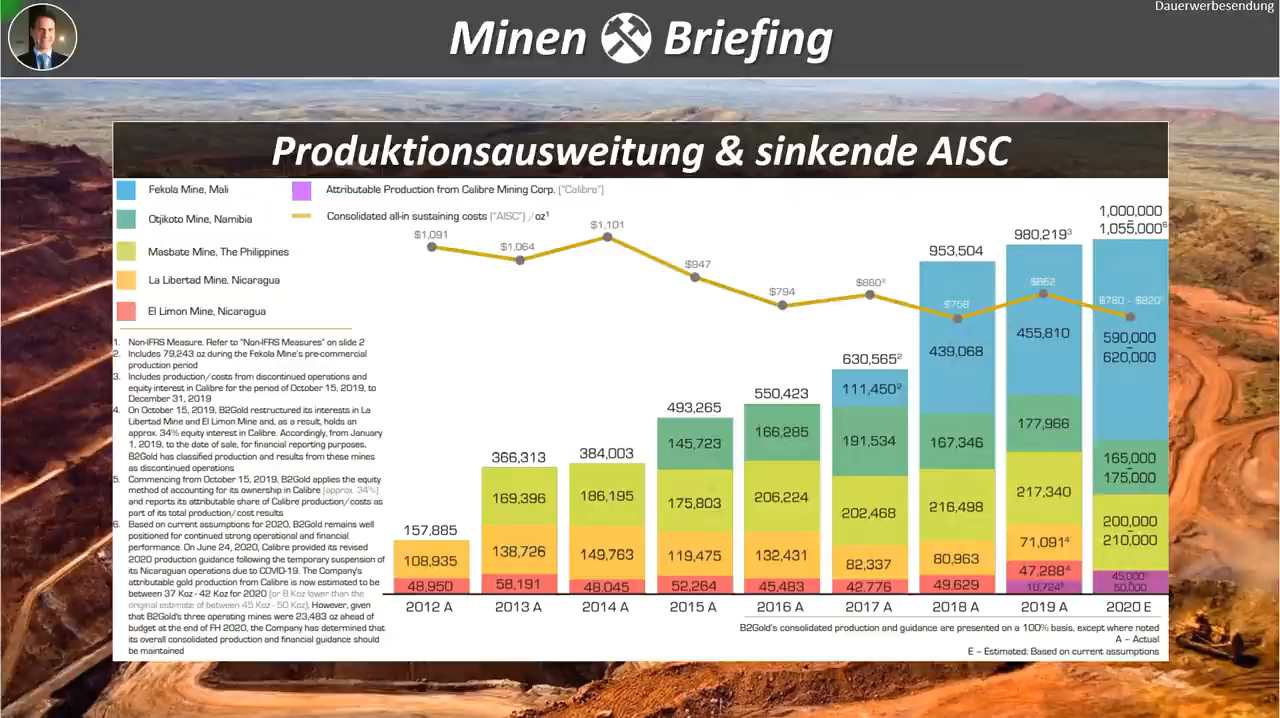 Dauerwerbesendung
Minen Briefing
Produktionsausweitung & sinkende AISC
Fekola Mine, Mali
Attributable Production from Calibre Mining Corp. ("Calibre")
Otjikoto Mine, Namibia
Consolidated all-in sustaining costs ("AISC") /oz1
Masbate Mine, The Philippines
La Libertad Mine, Nicaragua
El Limon Mine, Nicaragua
1. Non-IFRS Measure. Refer to "Non-IFRS Measures" on slide 2
2. Includes 79,243 oz during the Fekola Mine's pre-commercial
production period
3. Includes production/costs from discontinued operations and
equity interest in Calibre for the period of October 15, 2019, to
December 31, 2019
4. On October 15, 2019, B2Gold restructured its interests in La
Libertad Mine and El Limon Mine and, as a result, holds an
approx. 34% equity interest in Calibre. Accordingly, from January
1, 2019, to the date of sale, for financial reporting purposes,
B2Gold has classified production and results from these mines
as discontinued operations
5. Commencing from October 15, 2019, B2Gold applies the equity
method of accounting for its ownership in Calibre (approx. 34%)
and reports its attributable share of Calibre production/costs as
part of its total production/cost results
6. Based on current assumptions for 2020, B2Gold remains well
positioned for continued strong operational and financial
performance. On June 24, 2020, Calibre provided its revised
2020 production guidance following the temporary suspension of
its Nicaraguan operations due to COVID-19. The Company's
attributable gold production from Calibre is now estimated to be
between 37 Koz - 42 Koz for 2020 (or 8 Koz lower than the
original estimate of between 45 Koz - 50 Koz). However, given
that B2Gold's three operating mines were 23,483 oz ahead of
budget at the end of FH 2020, the Company has determined that
its overall consolidated production and financial guidance should
be maintained
$1,091
$1,064
$1,101
$947
$794
$860²
$758
$862
$780 - $820
157,885
108,935
48,950
2012 A
366,313
169,396
138,726
58,191
2013 A
384,003
186,195
149,763
48,045
2014 A
493,265
145,723
175,803
119,475
52,264
2015 A
550,423
166,285
206,224
132,431
45,483
2016 A
630,565²
111,450²
191,534
202,468
82,337
42,776
2017 A
953,504
439,068
167,346
216,498
80,963
49,629
2018 A
980,219³
455,810
177,966
217,340
71,091⁴
47,288⁴
10,724⁵
2019 A
1,000,000
–
1,055,000⁶
590,000
–
620,000
165,000
–
175,000
200,000
–
210,000
45,000
–
50,000
2020 E
B2Gold's consolidated production and guidance are presented on a 100% basis, except where noted
A – Actual
E – Estimated: Based on current assumptions